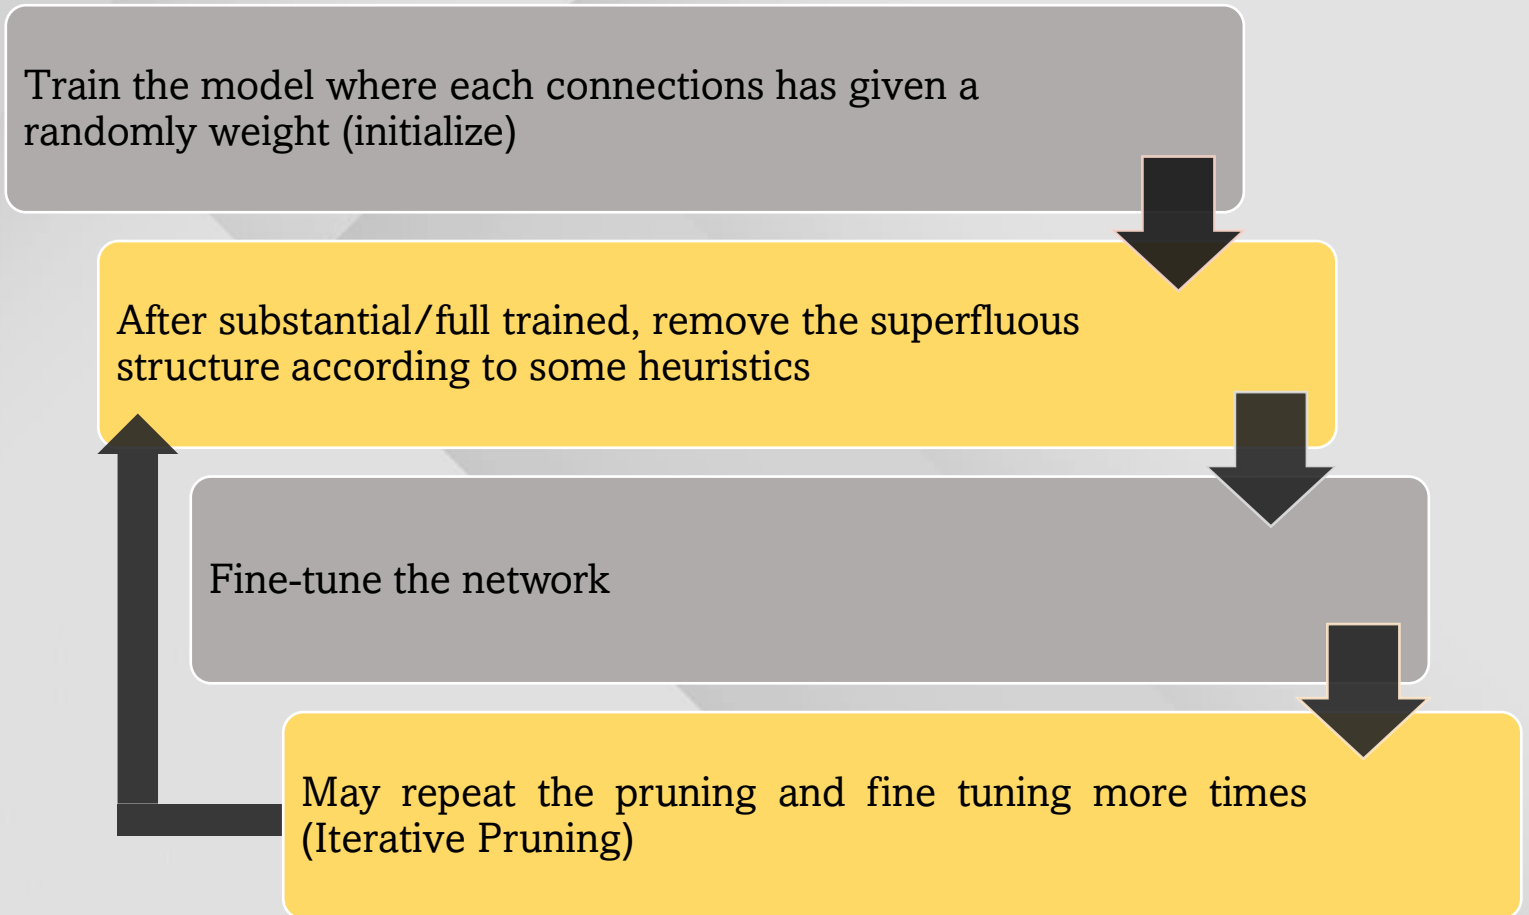 Train the model where each connections has given a
randomly weight (initialize)
After substantial/full trained, remove the superfluous
structure according to some heuristics
Fine-tune the network
May repeat the pruning and fine tuning more times
(Iterative Pruning)